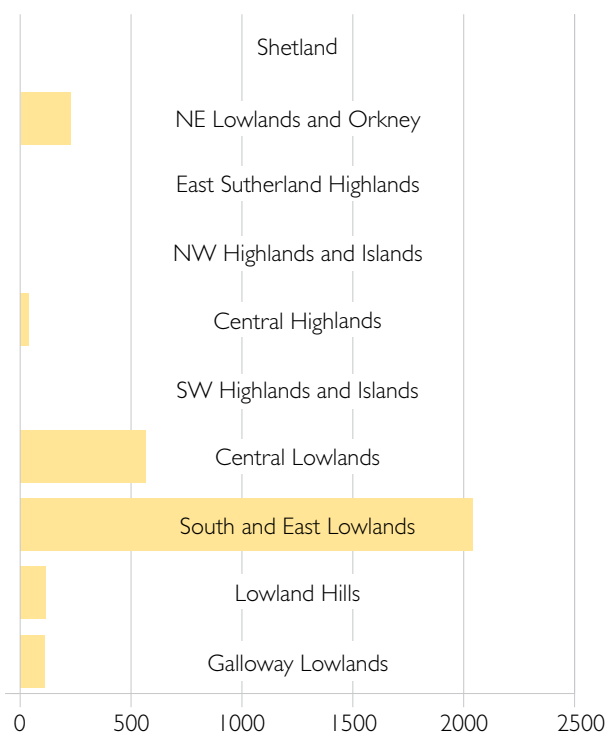 Shetland
NE Lowlands and Orkney
East Sutherland Highlands
NW Highlands and Islands
Central Highlands
SW Highlands and Islands
Central Lowlands
South and East Lowlands
Lowland Hills
Galloway Lowlands
0 500 1000 1500 2000 2500